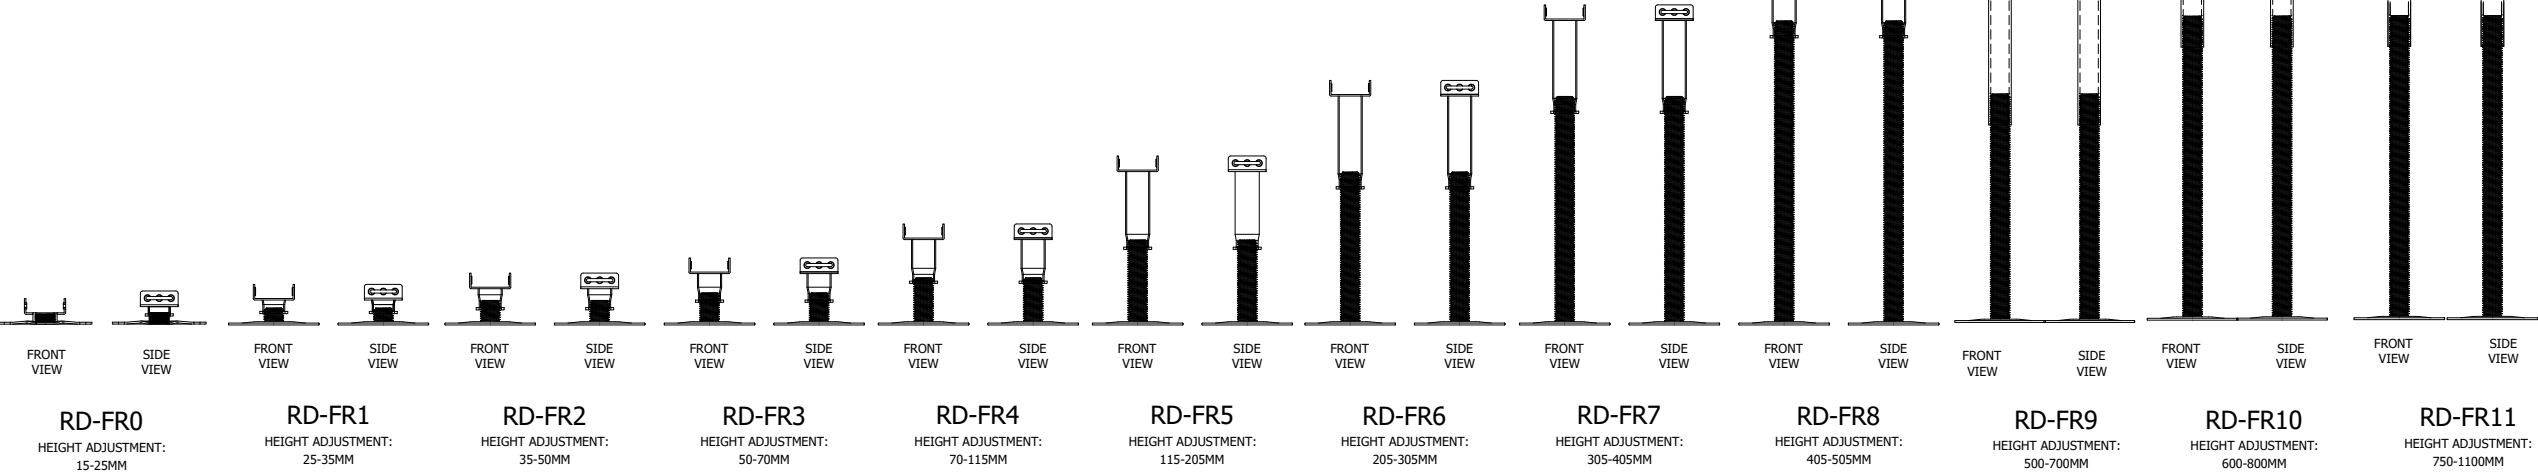 FRONT
VIEW
SIDE
VIEW
RD-FR0
HEIGHT ADJUSTMENT:
15-25MM
FRONT
VIEW
SIDE
VIEW
RD-FR1
HEIGHT ADJUSTMENT:
25-35MM
FRONT
VIEW
SIDE
VIEW
RD-FR2
HEIGHT ADJUSTMENT:
35-50MM
FRONT
VIEW
SIDE
VIEW
RD-FR3
HEIGHT ADJUSTMENT:
50-70MM
FRONT
VIEW
SIDE
VIEW
RD-FR4
HEIGHT ADJUSTMENT:
70-115MM
FRONT
VIEW
SIDE
VIEW
RD-FR5
HEIGHT ADJUSTMENT:
115-205MM
FRONT
VIEW
SIDE
VIEW
RD-FR6
HEIGHT ADJUSTMENT:
205-305MM
FRONT
VIEW
SIDE
VIEW
RD-FR7
HEIGHT ADJUSTMENT:
305-405MM
FRONT
VIEW
SIDE
VIEW
RD-FR8
HEIGHT ADJUSTMENT:
405-505MM
FRONT
VIEW
SIDE
VIEW
RD-FR9
HEIGHT ADJUSTMENT:
500-700MM
FRONT
VIEW
SIDE
VIEW
RD-FR10
HEIGHT ADJUSTMENT:
600-800MM
FRONT
VIEW
SIDE
VIEW
RD-FR11
HEIGHT ADJUSTMENT:
750-1100MM